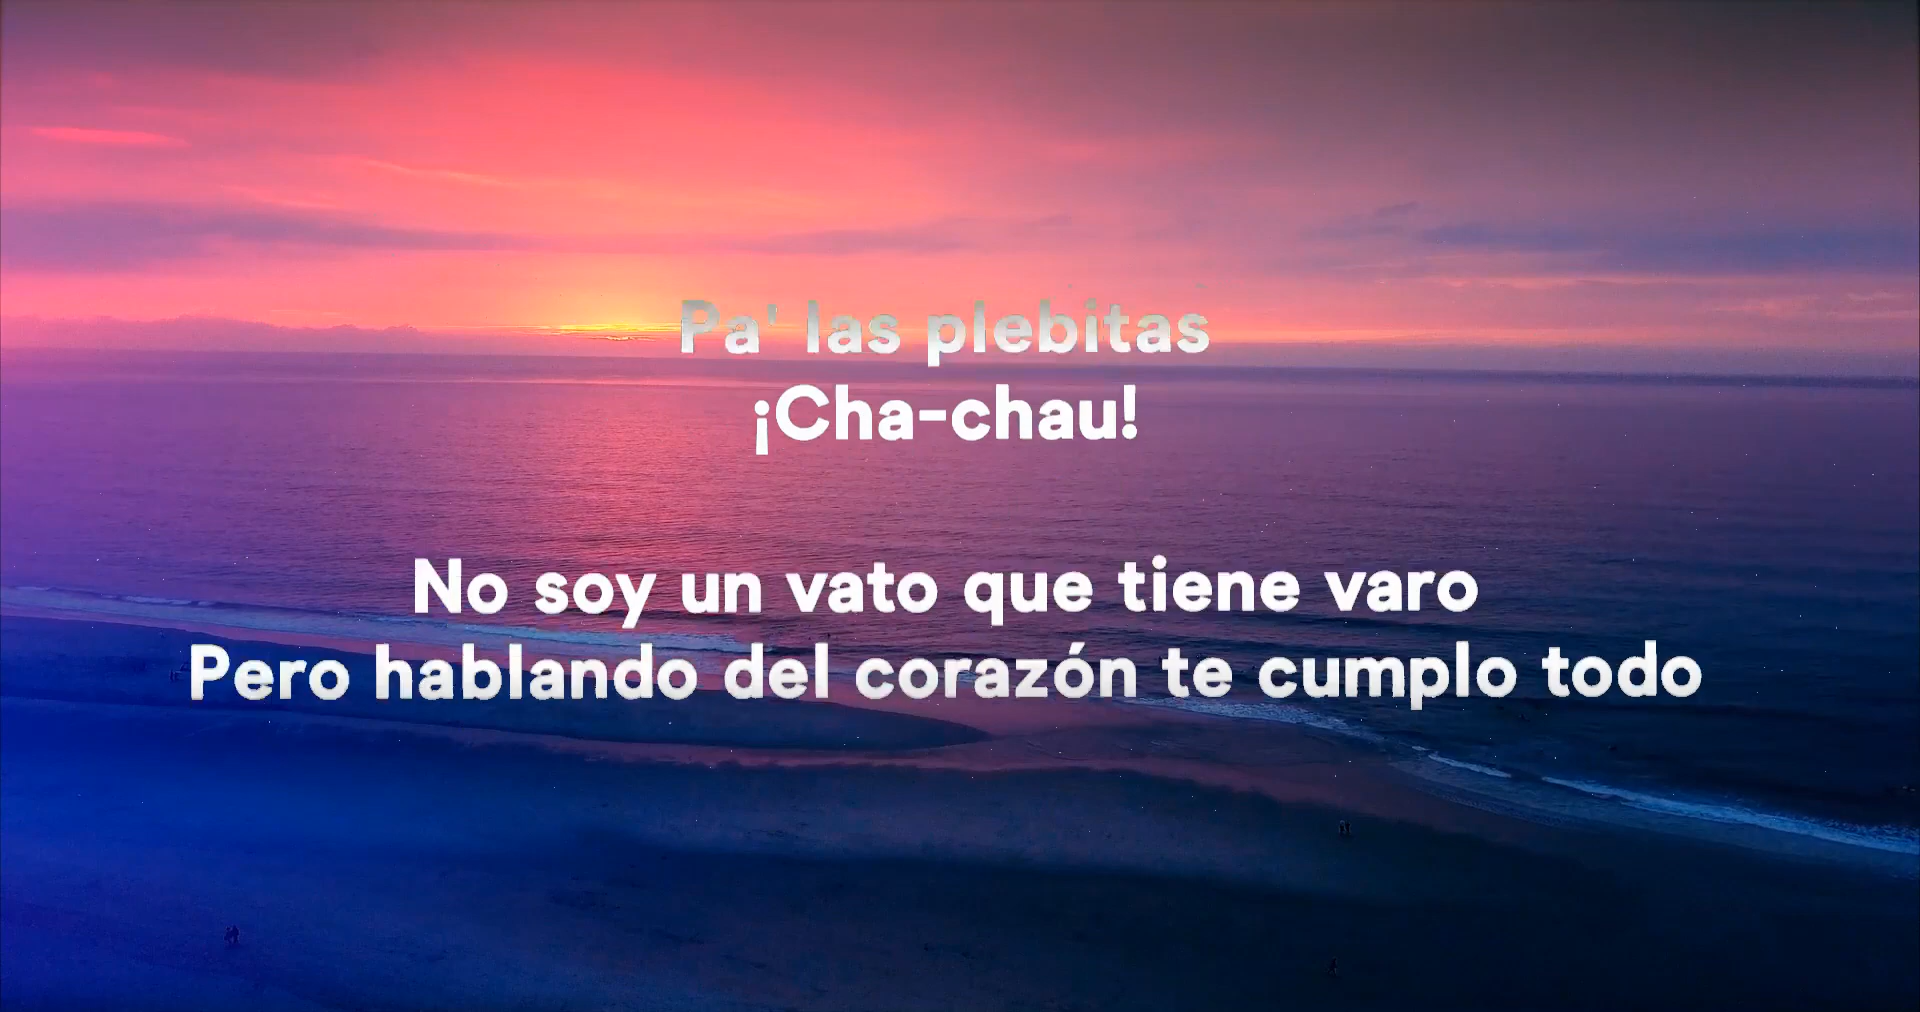 Pa' las plebitas
¡Cha-chau!
No soy un vato que tiene varo
Pero hablando del corazón te cumplo todo